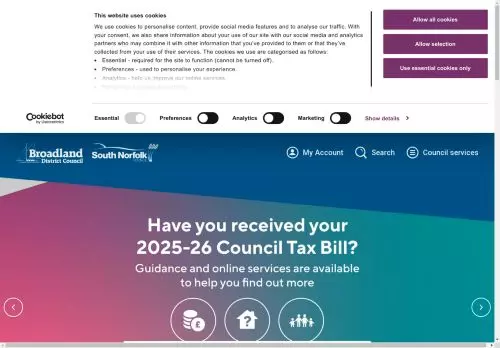 This website uses cookies
We use cookies to personalise content, provide social media features and to analyse our traffic. With
your consent, we also share information about your use of our site with our social media and analytics
partners who may combine it with other information that you've provided to them or that they've
collected from your use of their services. The cookies we use are categorised as follows:
• Essential - required for the site to function (cannot be turned off).
• Preferences - used to personalise your experience.
• Analytics - help us improve our online services.
Allow all cookies
Allow selection
Use essential cookies only
Cookiebot
by Usercentrics
Essential
Preferences
Analytics
Marketing
Show details
Broadland
District Council
South Norfolk
COUNCIL
My Account
Search
Council services
Have you received your
2025-26 Council Tax Bill?
Guidance and online services are available
to help you find out more
£
?